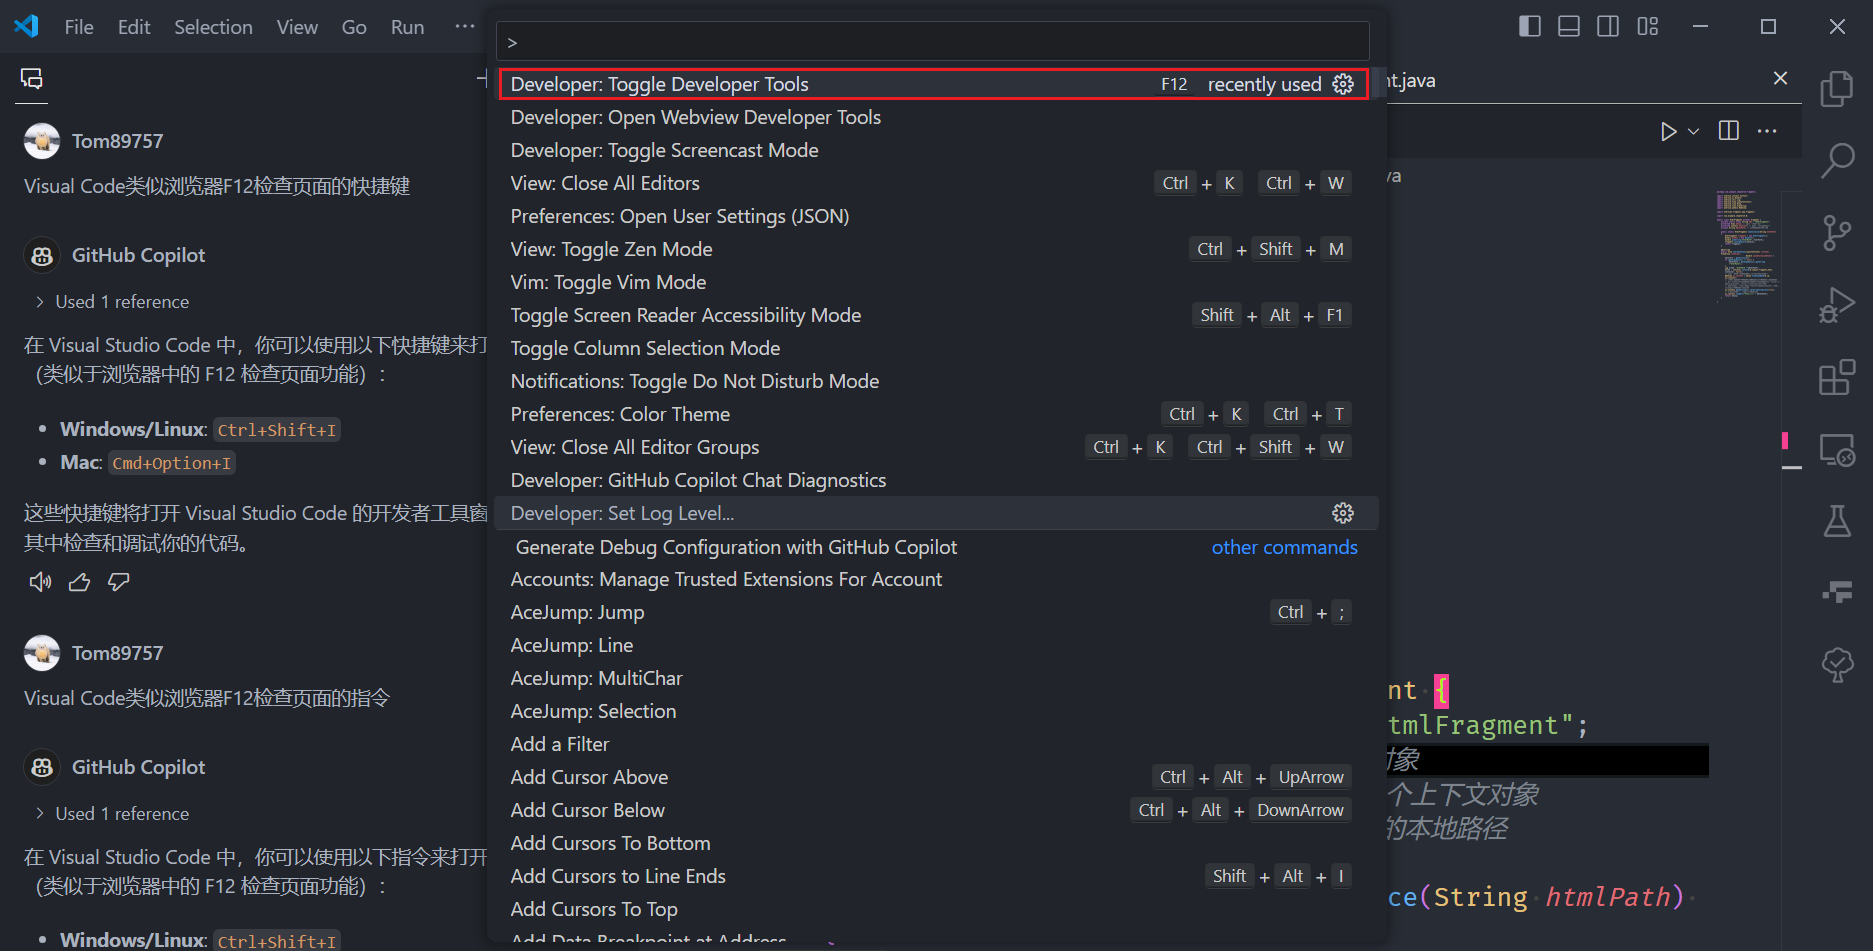 File Edit Selection View Go Run ···
Tom89757
Visual Code类似浏览器F12检查页面的快捷键
GitHub Copilot
Used 1 reference
在 Visual Studio Code 中，你可以使用以下快捷键来打
（类似于浏览器中的 F12 检查页面功能）：
• Windows/Linux: Ctrl+Shift+I
• Mac: Cmd+Option+I
这些快捷键将打开 Visual Studio Code 的开发者工具窗
其中检查和调试你的代码。
Tom89757
Visual Code类似浏览器F12检查页面的指令
GitHub Copilot
Used 1 reference
在 Visual Studio Code 中，你可以使用以下指令来打开
（类似于浏览器中的 F12 检查页面功能）：
• Windows/Linux: Ctrl+Shift+I
>
Developer: Toggle Developer Tools F12 recently used
Developer: Open Webview Developer Tools
Developer: Toggle Screencast Mode
View: Close All Editors Ctrl + K Ctrl + W
Preferences: Open User Settings (JSON)
View: Toggle Zen Mode Ctrl + Shift + M
Vim: Toggle Vim Mode
Toggle Screen Reader Accessibility Mode Shift + Alt + F1
Toggle Column Selection Mode
Notifications: Toggle Do Not Disturb Mode
Preferences: Color Theme Ctrl + K Ctrl + T
View: Close All Editor Groups Ctrl + K Ctrl + Shift + W
Developer: GitHub Copilot Chat Diagnostics
Developer: Set Log Level...
Generate Debug Configuration with GitHub Copilot other commands
Accounts: Manage Trusted Extensions For Account
AceJump: Jump Ctrl + ;
AceJump: Line
AceJump: MultiChar
AceJump: Selection
Add a Filter
Add Cursor Above Ctrl + Alt + UpArrow
Add Cursor Below Ctrl + Alt + DownArrow
Add Cursors To Bottom
Add Cursors to Line Ends Shift + Alt + I
Add Cursors To Top
Add Data Breakpoint at Address
nt.java
va
nt {
tmlFragment";
对象
个上下文对象
的本地路径
ce(String htmlPath)